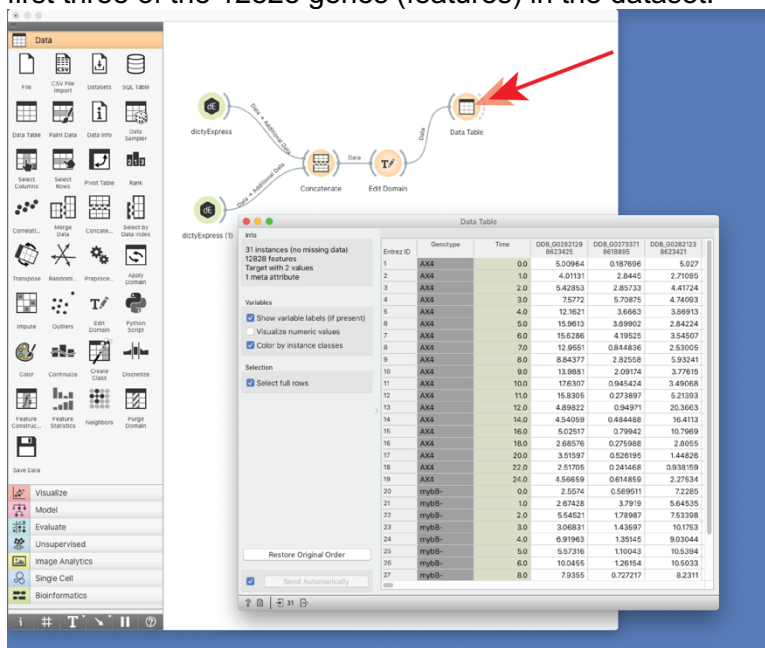 first three of the 12828 genes (features) in the dataset.
Data
File
CSV File Import
Datasets
SQL Table
Data Table
Paint Data
Data Info
Data Sampler
Select Columns
Select Rows
Pivot Table
Rank
Correlati...
Merge Data
Concate...
Select by Data Index
Transpose
Randomi...
Preproce...
Apply Domain
Impute
Outliers
Edit Domain
Python Script
Color
Continuize
Create Class
Discretize
Feature Construc...
Feature Statistics
Neighbors
Purge Domain
Save Data
Visualize
Model
Evaluate
Unsupervised
Image Analytics
Single Cell
Bioinformatics
dictyExpress
Data → Additional Data
dictyExpress (1)
Data → Additional Data
Concatenate
Data
Edit Domain
Data
Data Table
Data Table
Info
31 instances (no missing data)
12828 features
Target with 2 values
1 meta attribute
Variables
Show variable labels (if present)
Visualize numeric values
Color by instance classes
Selection
Select full rows
Restore Original Order
Send Automatically
31
Genotype Time DDB_G0282129 DDB_G0273371 DDB_G0282123
Entrez ID 8623425 8618895 8623421
1 AX4 0.0 5.00964 0.187696 5.027
2 AX4 1.0 4.01131 2.8445 2.71095
3 AX4 2.0 5.42853 2.85733 4.41724
4 AX4 3.0 7.5772 5.70875 4.74093
5 AX4 4.0 12.1621 3.6663 3.86913
6 AX4 5.0 15.9613 3.69902 2.84224
7 AX4 6.0 15.6286 4.19525 3.54507
8 AX4 7.0 12.9551 0.844836 2.53005
9 AX4 8.0 8.84377 2.82558 5.93241
10 AX4 9.0 13.9881 2.09174 3.77615
11 AX4 10.0 17.6307 0.945424 3.49068
12 AX4 11.0 15.8305 0.273897 5.21393
13 AX4 12.0 4.89822 0.94971 20.3663
14 AX4 14.0 4.54059 0.484488 16.4113
15 AX4 16.0 5.02517 0.79942 10.7969
16 AX4 18.0 2.68576 0.275988 2.8055
17 AX4 20.0 3.51597 0.526195 1.44826
18 AX4 22.0 2.51705 0.241468 0.938159
19 AX4 24.0 4.56659 0.614859 2.27534
20 mybB- 0.0 2.5574 0.589511 7.2285
21 mybB- 1.0 2.67428 3.7919 5.64535
22 mybB- 2.0 5.54521 1.78987 7.53398
23 mybB- 3.0 3.06831 1.43597 10.1753
24 mybB- 4.0 6.91963 1.35145 9.03044
25 mybB- 5.0 5.57316 1.10043 10.5394
26 mybB- 6.0 10.0455 1.26154 10.5033
27 mybB- 8.0 7.9355 0.727217 8.2311